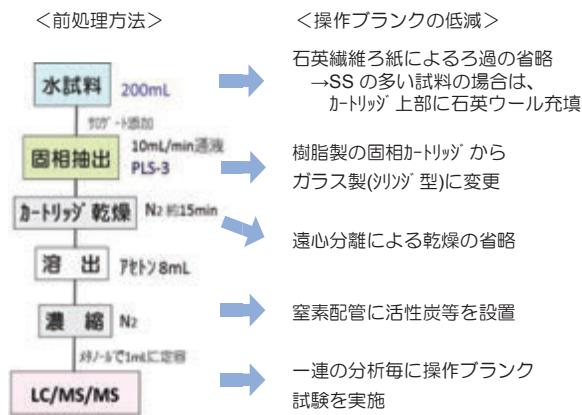 ＜前処理方法＞
＜操作ブランクの低減＞
水試料 200mL
石英繊維ろ紙によるろ過の省略
→SS の多い試料の場合は、
ｶｰﾄﾘｯｼﾞ上部に石英ウール充填
ｻﾛｹﾞｰﾄ添加
固相抽出 10mL/min通液
PLS-3
樹脂製の固相ｶｰﾄﾘｯｼﾞから
ガラス製(ｼﾘﾝｼﾞ型)に変更
ｶｰﾄﾘｯｼﾞ乾燥 N2 約15min
遠心分離による乾燥の省略
溶 出 ｱｾﾄﾝ8mL
濃 縮 N2
窒素配管に活性炭等を設置
ﾒﾀﾉｰﾙで1mLに定容
LC/MS/MS
一連の分析毎に操作ブランク
試験を実施